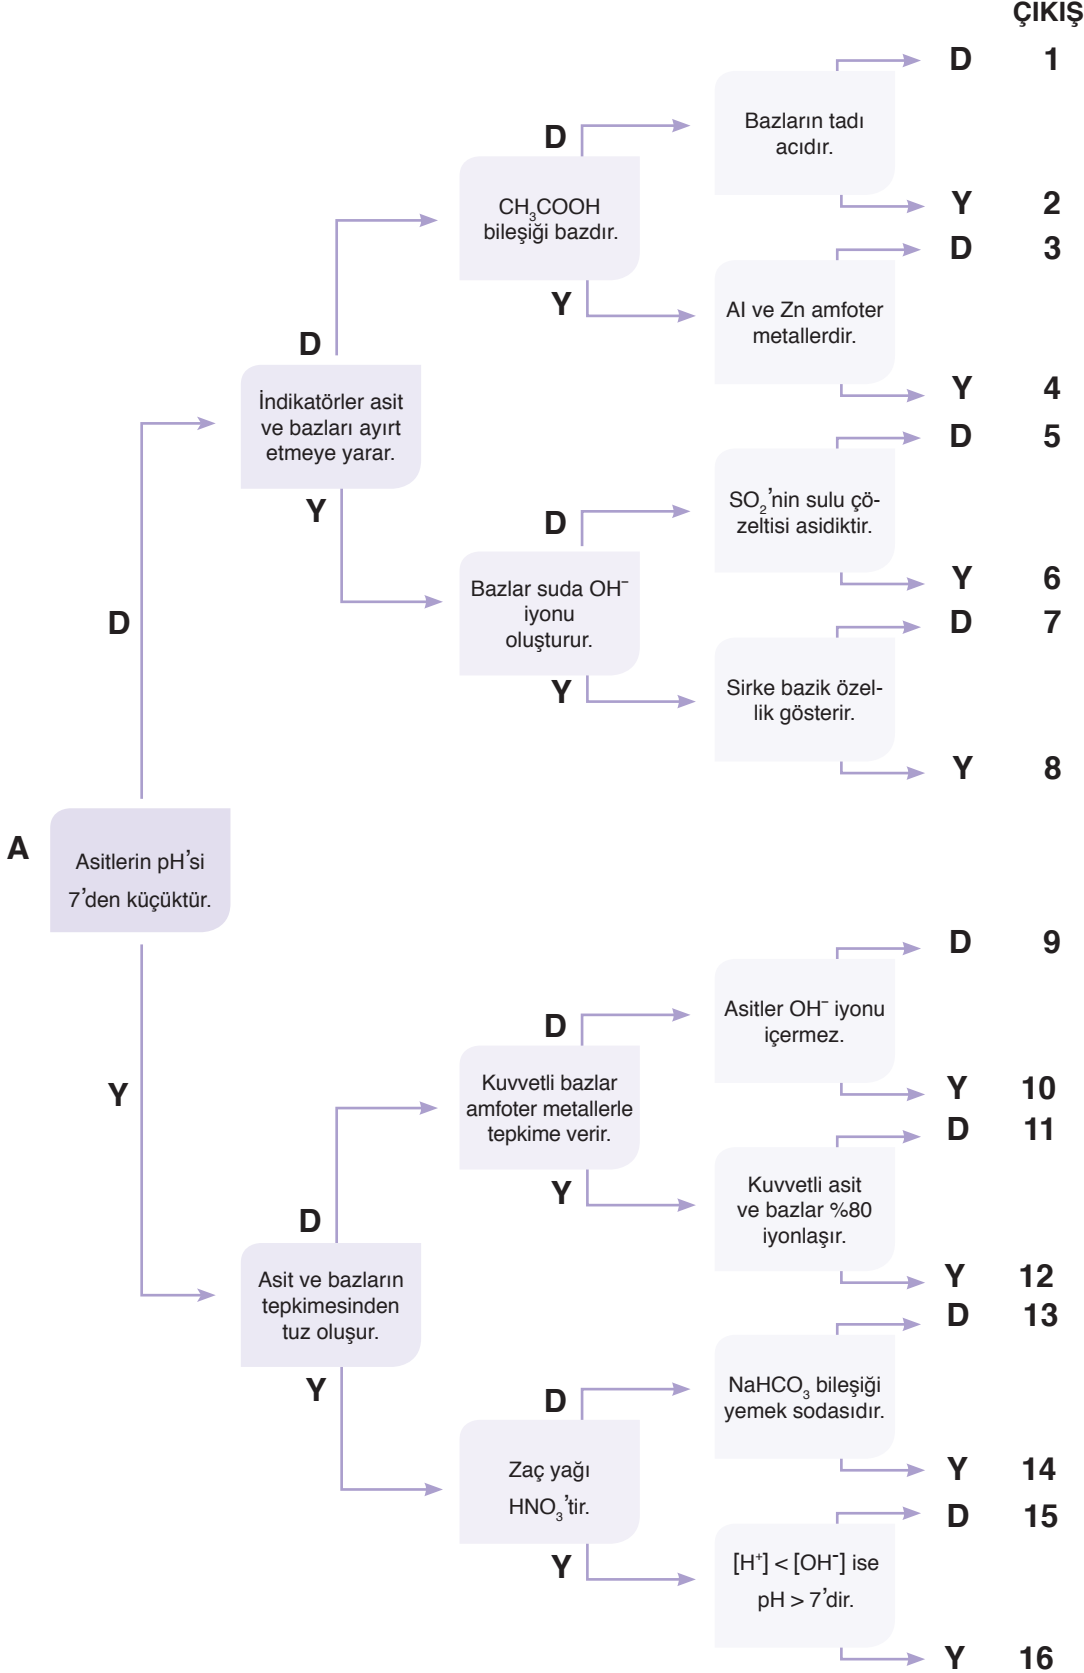 ÇIKIŞ
D 1
Bazların tadı
acıdır.
D
Y 2
CH₃COOH
bileşiği bazdır.
D 3
Y
Al ve Zn amfoter
metallerdir.
D
Y 4
İndikatörler asit
ve bazları ayırt
etmeye yarar.
D 5
Y
SO₂'nin sulu çö-
zeltisi asidiktir.
D
Y 6
Bazlar suda OH⁻
iyonu
oluşturur.
D
D 7
Y
Sirke bazik özel-
lik gösterir.
Y 8
A
Asitlerin pH'si
7'den küçüktür.
D 9
Asitler OH⁻ iyonu
içermez.
D
Y
Y 10
Kuvvetli bazlar
amfoter metallerle
tepkime verir.
D 11
Y
Kuvvetli asit
ve bazlar %80
iyonlaşır.
D
Y 12
Asit ve bazların
tepkimesinden
tuz oluşur.
D 13
Y
NaHCO₃ bileşiği
yemek sodasıdır.
D
Y 14
Zaç yağı
HNO₃'tir.
D 15
Y
[H⁺] < [OH⁻] ise
pH > 7'dir.
Y 16